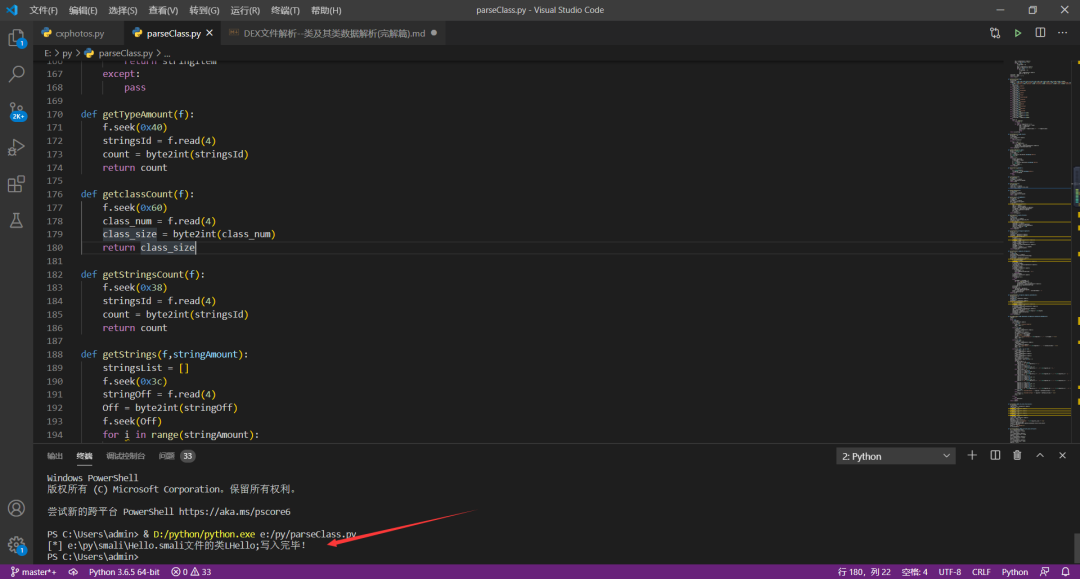 文件(F) 编辑(E) 选择(S) 查看(V) 转到(G) 运行(R) 终端(T) 帮助(H) parseClass.py - Visual Studio Code
cxphotos.py parseClass.py DEX文件解析--类及其类数据解析(完解篇).md
E: > py > parseClass.py > ...
166 return stringItem
167 except:
168 pass
169
170 def getTypeAmount(f):
171 f.seek(0x40)
172 stringsId = f.read(4)
173 count = byte2int(stringsId)
174 return count
175
176 def getclassCount(f):
177 f.seek(0x60)
178 class_num = f.read(4)
179 class_size = byte2int(class_num)
180 return class_size
181
182 def getStringsCount(f):
183 f.seek(0x38)
184 stringsId = f.read(4)
185 count = byte2int(stringsId)
186 return count
187
188 def getStrings(f,stringAmount):
189 stringsList = []
190 f.seek(0x3c)
191 stringOff = f.read(4)
192 Off = byte2int(stringOff)
193 f.seek(Off)
194 for i in range(stringAmount):
1
2K+
1
输出 终端 调试控制台 问题 33 2: Python
Windows PowerShell
版权所有 (C) Microsoft Corporation。保留所有权利。
尝试新的跨平台 PowerShell https://aka.ms/pscore6
PS C:\Users\admin> & D:/python/python.exe e:/py/parseClass.py
[*] e:\py\smali\Hello.smali文件的类LHello;写入完毕!
PS C:\Users\admin>
master*+ Python 3.6.5 64-bit 0 33 行 180，列 22 空格: 4 UTF-8 CRLF Python